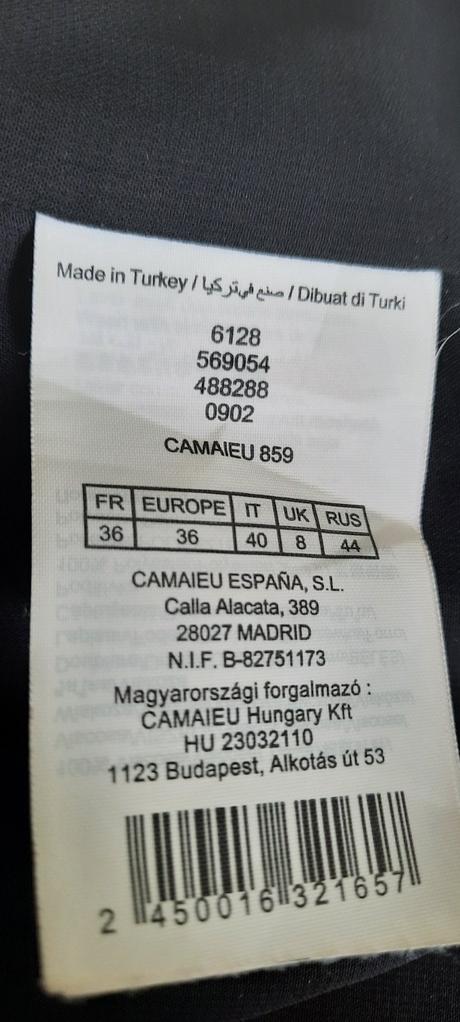 Made in Turkey / صنع في تركيا / Dibuat di Turki
6128
569054
488288
0902
CAMAIEU 859
FR EUROPE IT UK RUS
36 36 40 8 44
CAMAIEU ESPAÑA, S.L.
Calla Alacata, 389
28027 MADRID
N.I.F. B-82751173
Magyarországi forgalmazó :
CAMAIEU Hungary Kft
HU 23032110
1123 Budapest, Alkotás út 53
2 450016 321657